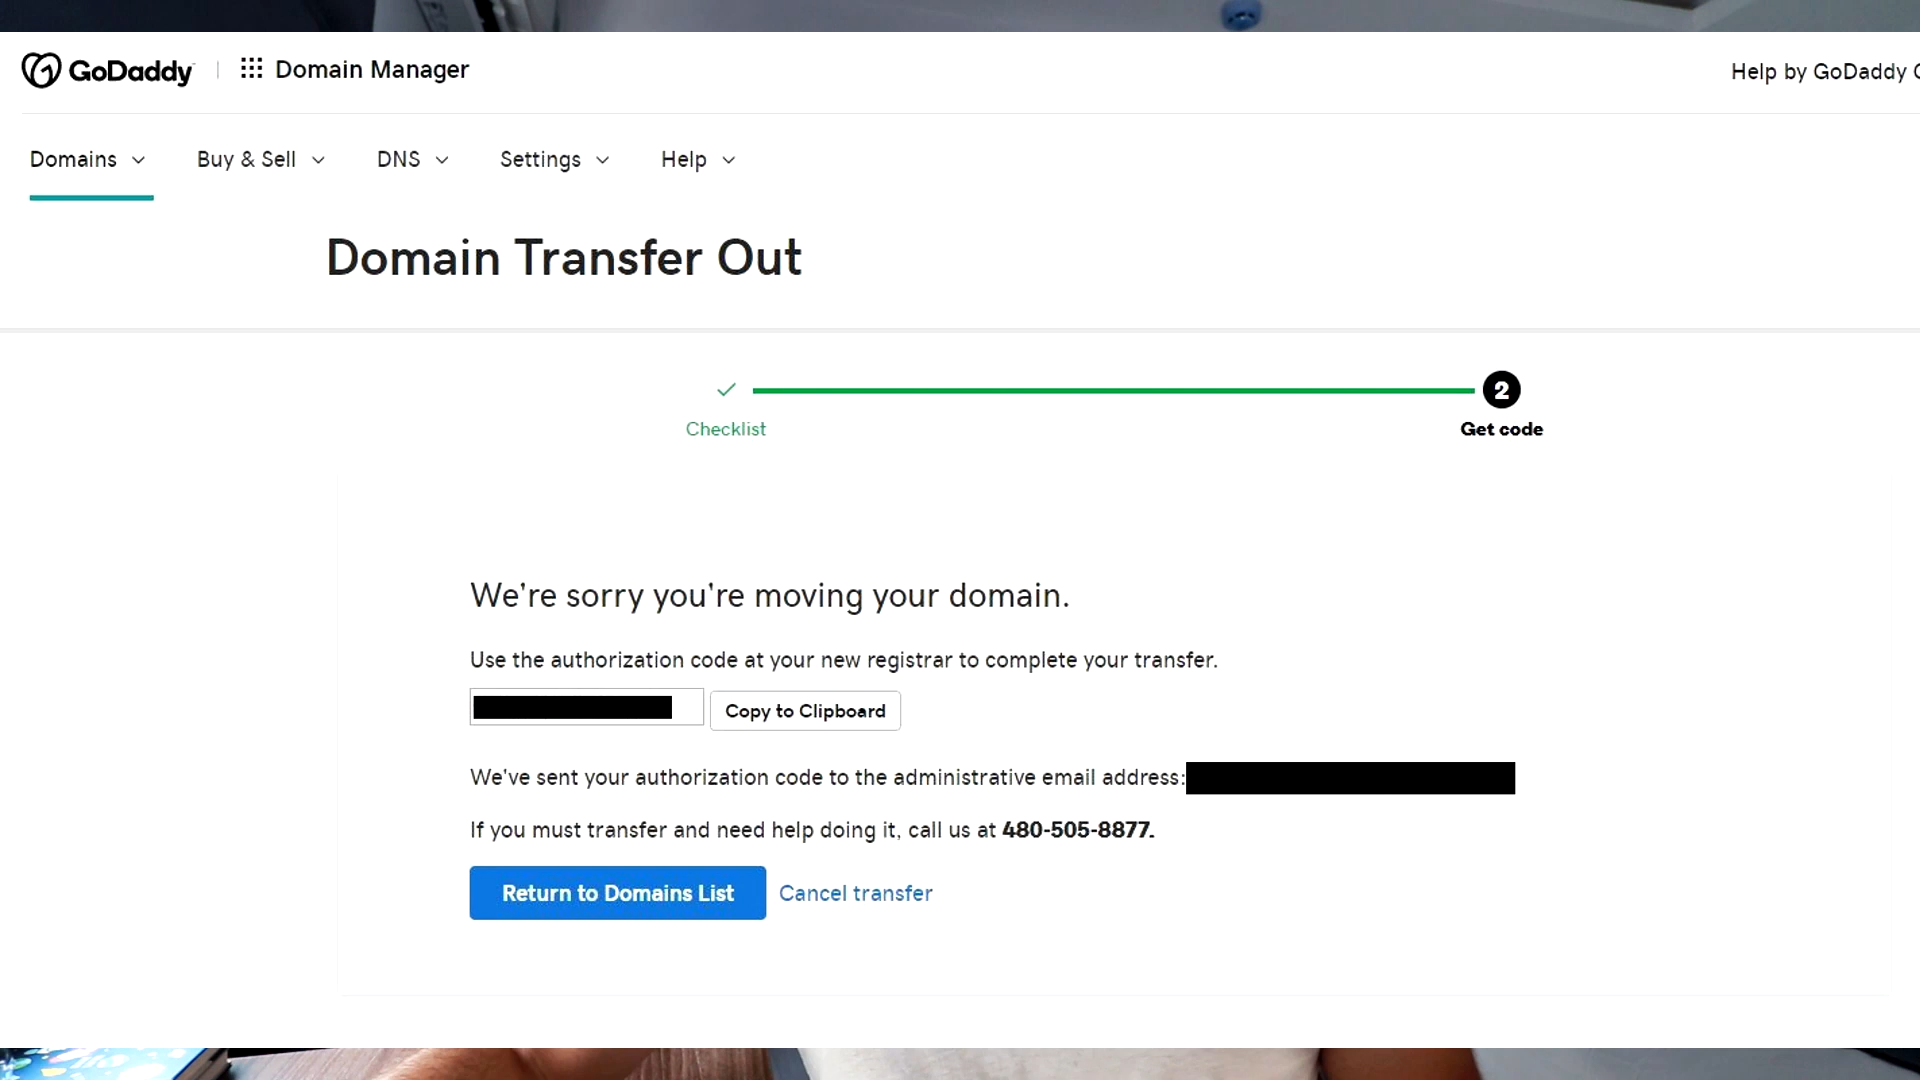 GoDaddy Domain Manager Help by GoDaddy
Domains Buy & Sell DNS Settings Help
Domain Transfer Out
2
Checklist Get code
We're sorry you're moving your domain.
Use the authorization code at your new registrar to complete your transfer.
Copy to Clipboard
We've sent your authorization code to the administrative email address:
If you must transfer and need help doing it, call us at 480-505-8877.
Return to Domains List Cancel transfer